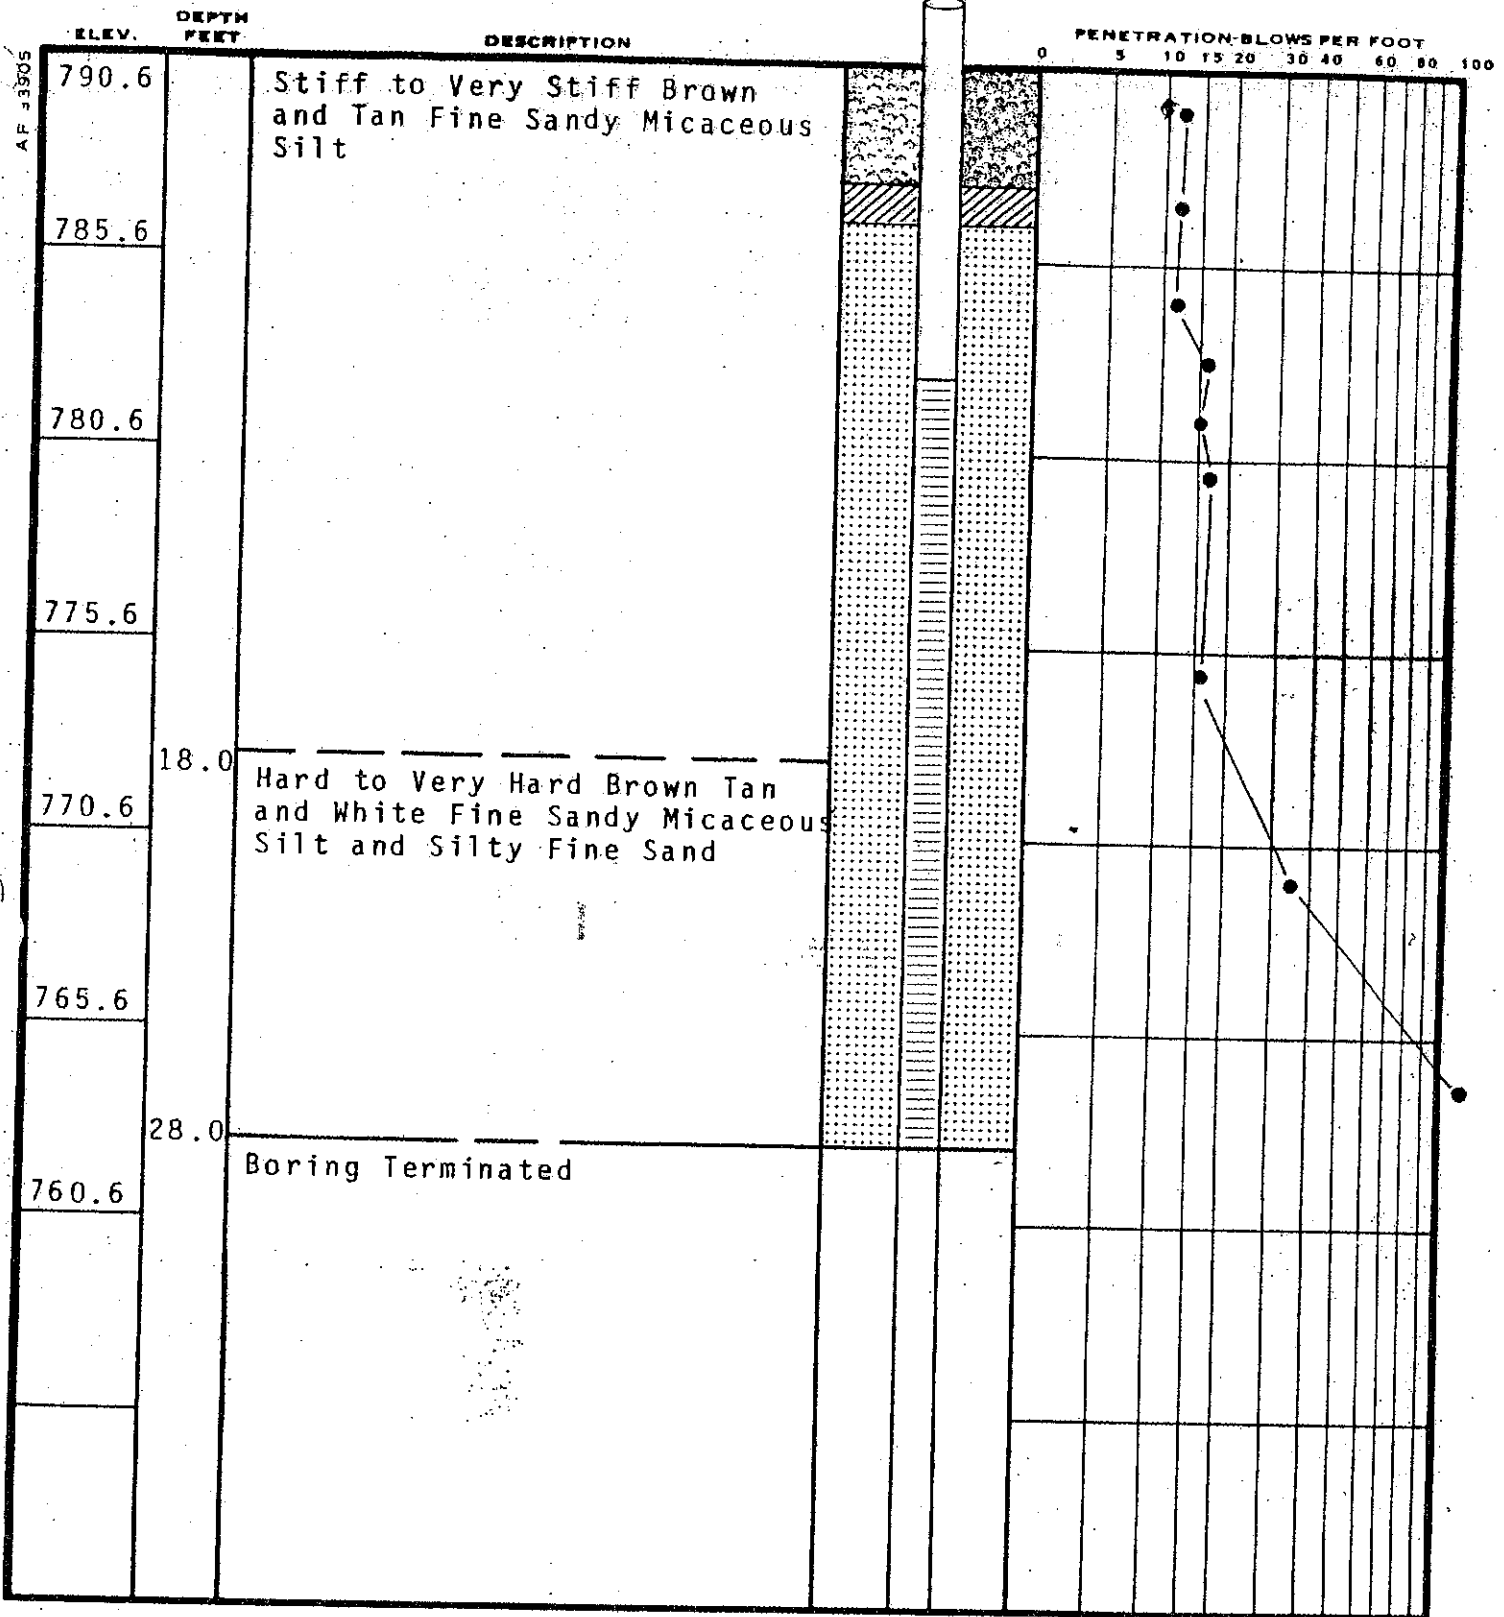 DEPTH
ELEV. FEET DESCRIPTION PENETRATION-BLOWS PER FOOT
0 5 10 15 20 30 40 60 80 100
790.6 Stiff to Very Stiff Brown
and Tan Fine Sandy Micaceous
Silt
785.6
780.6
775.6
18.0
Hard to Very Hard Brown Tan
770.6 and White Fine Sandy Micaceous
Silt and Silty Fine Sand
765.6
28.0
Boring Terminated
760.6